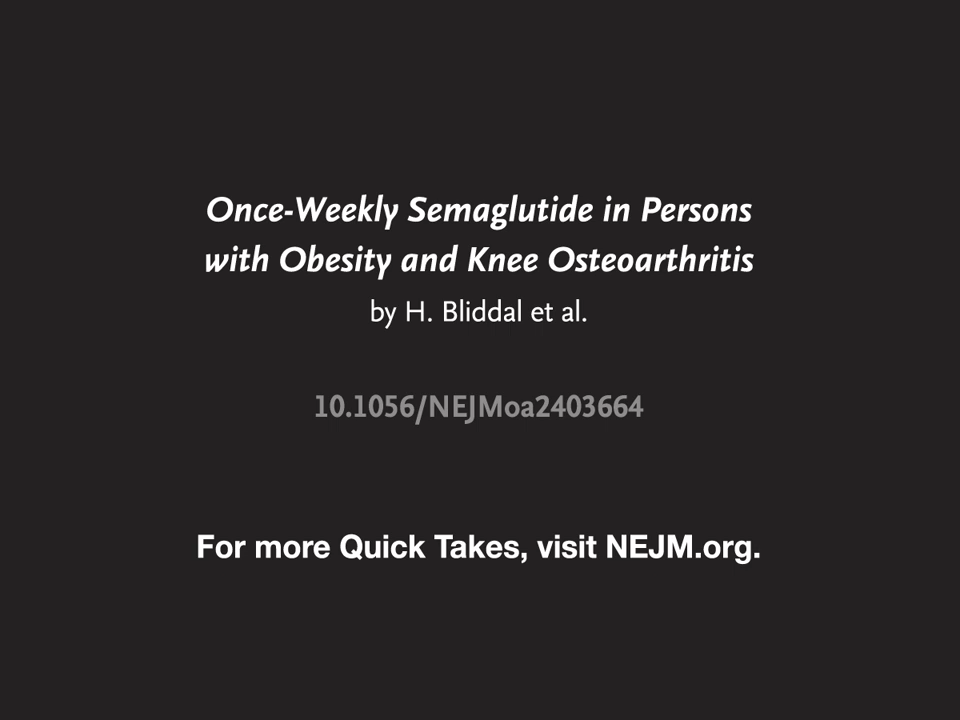 Once-Weekly Semaglutide in Persons
with Obesity and Knee Osteoarthritis
by H. Bliddal et al.
10.1056/NEJMoa2403664
For more Quick Takes, visit NEJM.org.